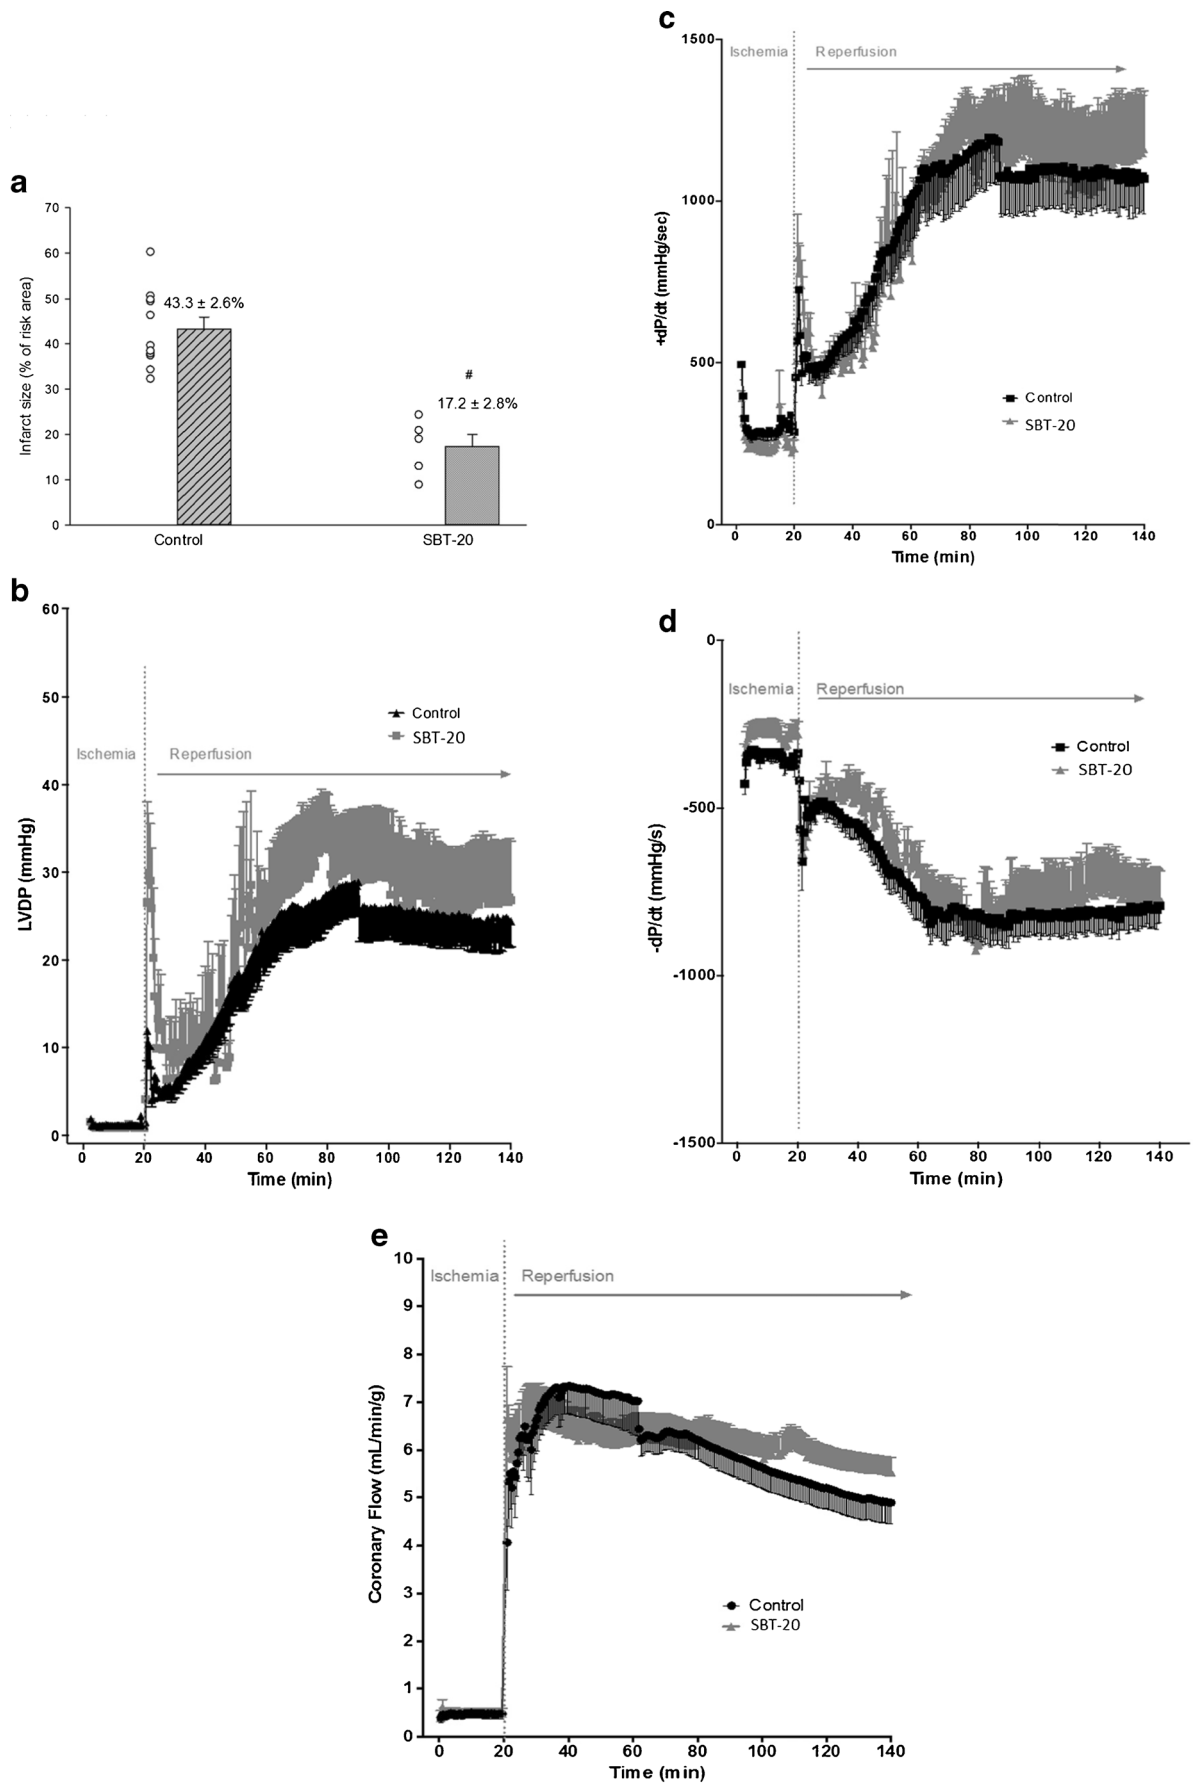 a
70
60
50
40
30
20
10
0
Infarct size (% of risk area)
43.3 ± 2.6%
#
17.2 ± 2.8%
Control SBT-20
b
60
50
40
30
20
10
0
LVDP (mmHg)
Ischemia Reperfusion
Control
SBT-20
0 20 40 60 80 100 120 140
Time (min)
c
1500
1000
500
0
+dP/dt (mmHg/sec)
Ischemia Reperfusion
Control
SBT-20
0 20 40 60 80 100 120 140
Time (min)
d
0
-500
-1000
-1500
-dP/dt (mmHg/s)
Ischemia Reperfusion
Control
SBT-20
0 20 40 60 80 100 120 140
Time (min)
e
10
9
8
7
6
5
4
3
2
1
0
Coronary Flow (mL/min/g)
Ischemia Reperfusion
Control
SBT-20
0 20 40 60 80 100 120 140
Time (min)